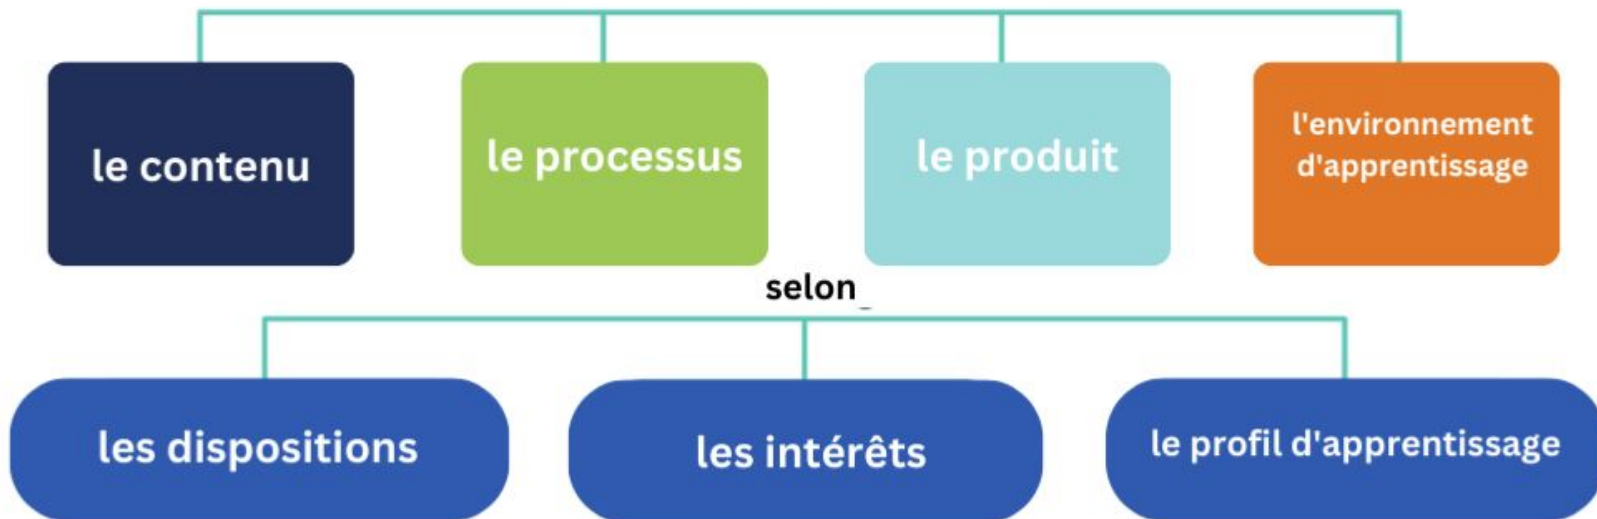 le contenu
le processus
le produit
l'environnement
d'apprentissage
selon
les dispositions
les intérêts
le profil d'apprentissage